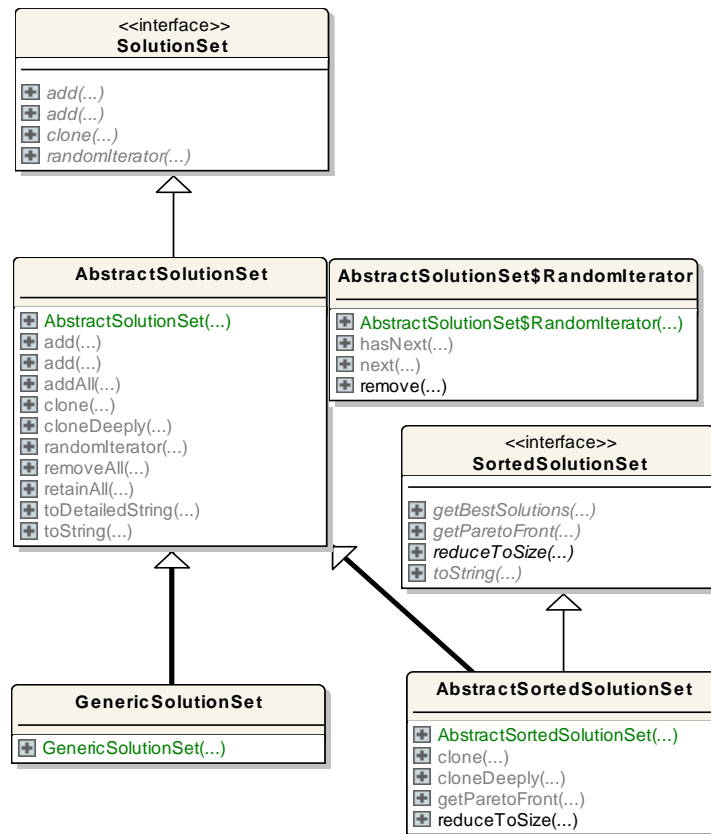 <<interface>>
SolutionSet
add(...)
add(...)
clone(...)
randomIterator(...)
AbstractSolutionSet
AbstractSolutionSet(...)
add(...)
add(...)
addAll(...)
clone(...)
cloneDeeply(...)
randomIterator(...)
removeAll(...)
retainAll(...)
toDetailedString(...)
toString(...)
AbstractSolutionSet$RandomIterator
AbstractSolutionSet$RandomIterator(...)
hasNext(...)
next(...)
remove(...)
<<interface>>
SortedSolutionSet
getBestSolutions(...)
getParetoFront(...)
reduceToSize(...)
toString(...)
GenericSolutionSet
GenericSolutionSet(...)
AbstractSortedSolutionSet
AbstractSortedSolutionSet(...)
clone(...)
cloneDeeply(...)
getParetoFront(...)
reduceToSize(...)